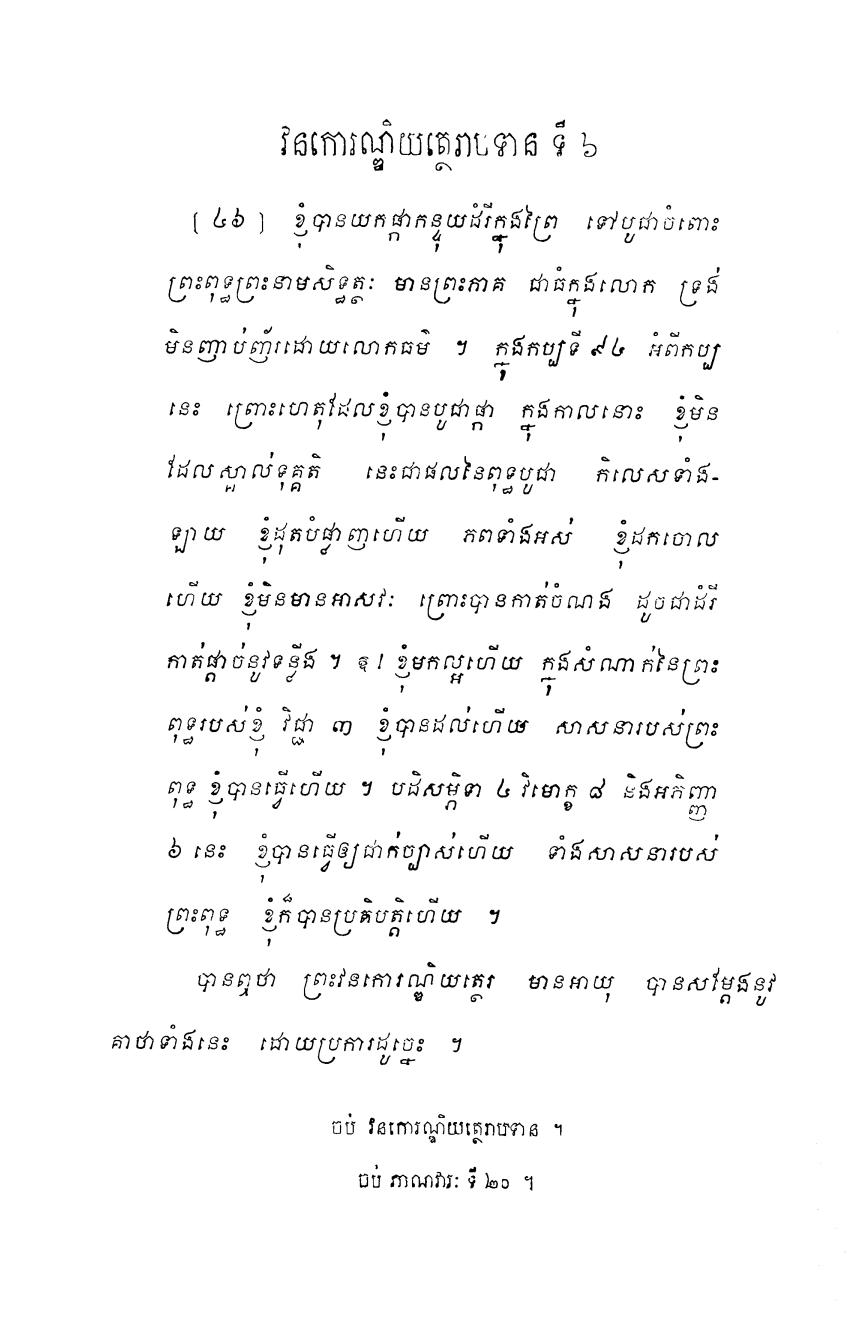 វនកោរណ្ឌិយត្ថេរាបទាន ទី ៦
[ ៤៦ ] ខ្ញុំបានយកផ្កាកន្ទុយដំរីក្នុងព្រៃ ទៅបូជាចំពោះ
ព្រះពុទ្ធព្រះនាមសិទ្ធត្ថៈ មានព្រះភាគ ជាធំក្នុងលោក ទ្រង់
មិនញាប់ញ័រដោយលោកធម៌ ។ ក្នុងកប្បទី ៩៤ អំពីកប្ប
នេះ ព្រោះហេតុដែលខ្ញុំបានបូជាផ្កា ក្នុងកាលនោះ ខ្ញុំមិន
ដែលស្គាល់ទុគ្គតិ នេះជាផលនៃពុទ្ធបូជា កិលេសទាំង-
ឡាយ ខ្ញុំដុតបំផ្លាញហើយ ភពទាំងអស់ ខ្ញុំដកចោល
ហើយ ខ្ញុំមិនមានអាសវៈ ព្រោះបានកាត់ចំណង ដូចជាដំរី
កាត់ផ្តាច់នូវទន្លីង ។ ឱ ! ខ្ញុំមកល្អហើយ ក្នុងសំណាក់នៃព្រះ
ពុទ្ធរបស់ខ្ញុំ វិជ្ជា ៣ ខ្ញុំបានដល់ហើយ សាសនារបស់ព្រះ
ពុទ្ធ ខ្ញុំបានធ្វើហើយ ។ បដិសម្ភិទា ៤ វិមោក្ខ ៨ និងអភិញ្ញា
៦ នេះ ខ្ញុំបានធ្វើឲ្យជាក់ច្បាស់ហើយ ទាំងសាសនារបស់
ព្រះពុទ្ធ ខ្ញុំក៏បានប្រតិបត្តិហើយ ។
បានឮថា ព្រះវនកោរណ្ឌិយត្ថេរ មានអាយុ បានសម្តែងនូវ
គាថាទាំងនេះ ដោយប្រការដូច្នេះ ។
ចប់ វនកោរណ្ឌិយត្ថេរាបទាន ។
ចប់ ភាណវារៈ ទី ២០ ។